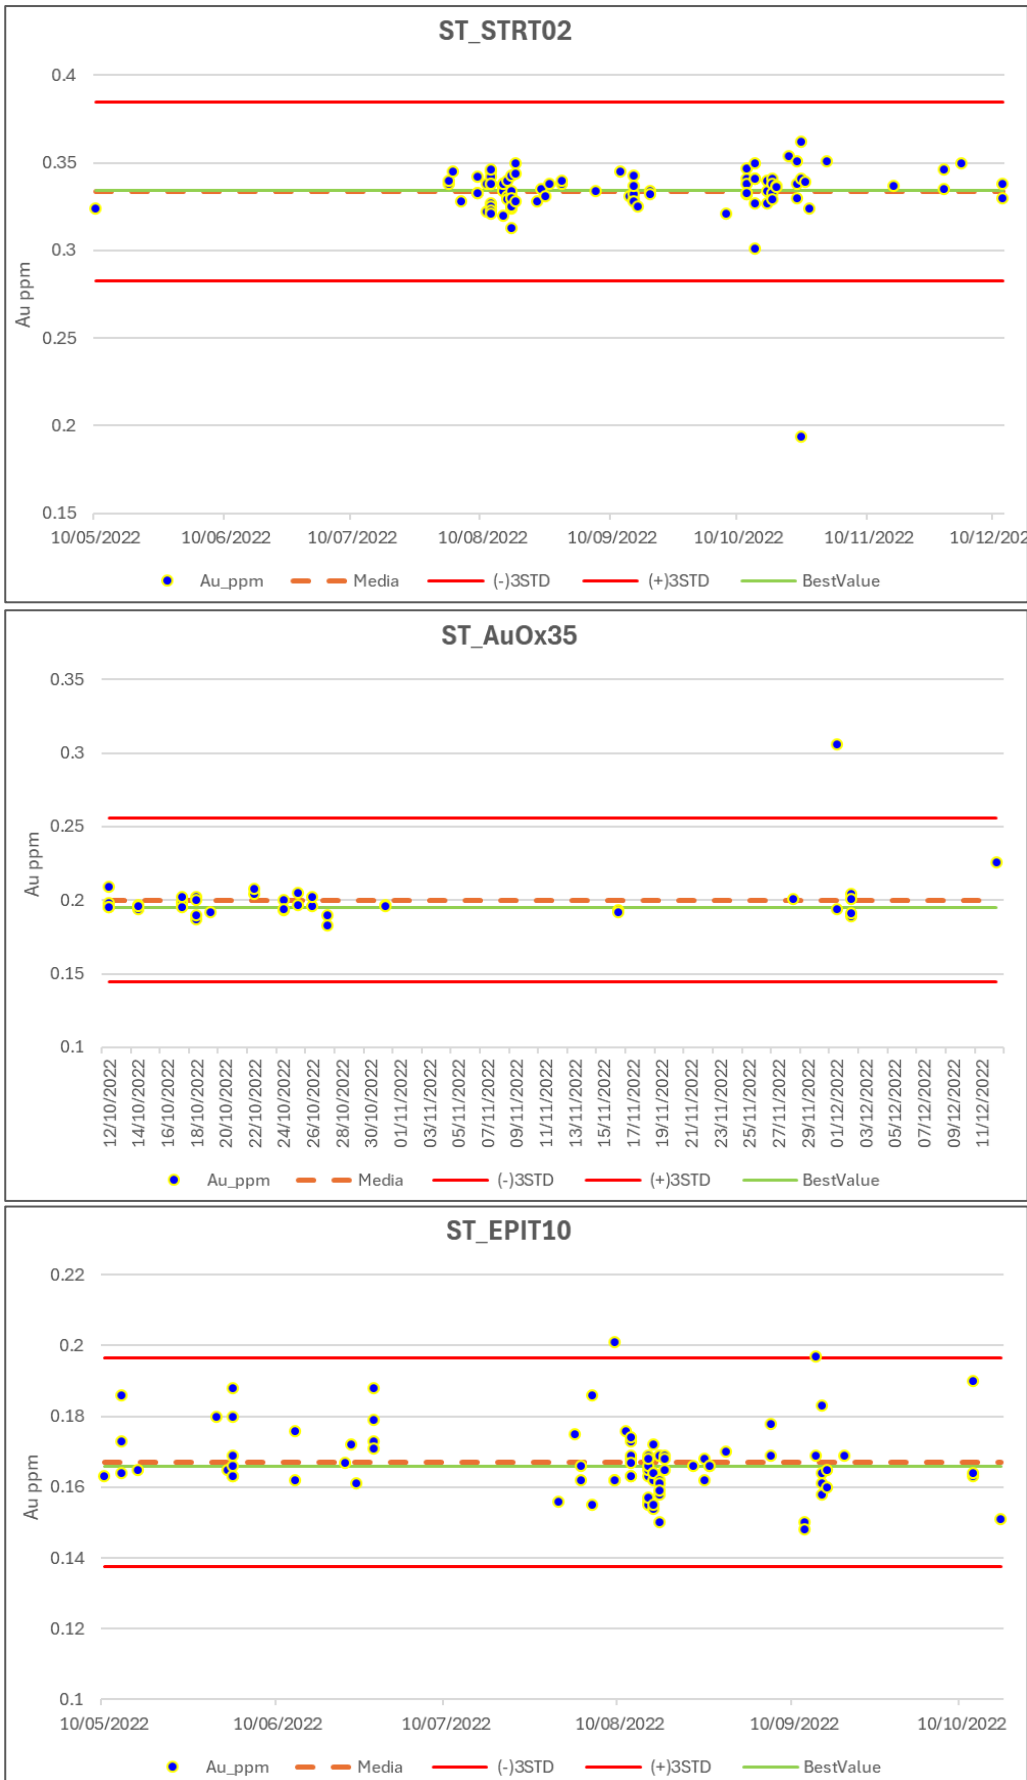 ST_STRT02
0.4
0.35
0.3
0.25
0.2
0.15
Au ppm
10/05/2022 10/06/2022 10/07/2022 10/08/2022 10/09/2022 10/10/2022 10/11/2022 10/12/202
Au_ppm Media (-)3STD (+)3STD BestValue
ST_AuOx35
0.35
0.3
0.25
0.2
0.15
0.1
Au ppm
12/10/2022 14/10/2022 16/10/2022 18/10/2022 20/10/2022 22/10/2022 24/10/2022 26/10/2022 28/10/2022 30/10/2022 01/11/2022 03/11/2022 05/11/2022 07/11/2022 09/11/2022 11/11/2022 13/11/2022 15/11/2022 17/11/2022 19/11/2022 21/11/2022 23/11/2022 25/11/2022 27/11/2022 29/11/2022 01/12/2022 03/12/2022 05/12/2022 07/12/2022 09/12/2022 11/12/2022
Au_ppm Media (-)3STD (+)3STD BestValue
ST_EPIT10
0.22
0.2
0.18
0.16
0.14
0.12
0.1
Au ppm
10/05/2022 10/06/2022 10/07/2022 10/08/2022 10/09/2022 10/10/2022
Au_ppm Media (-)3STD (+)3STD BestValue